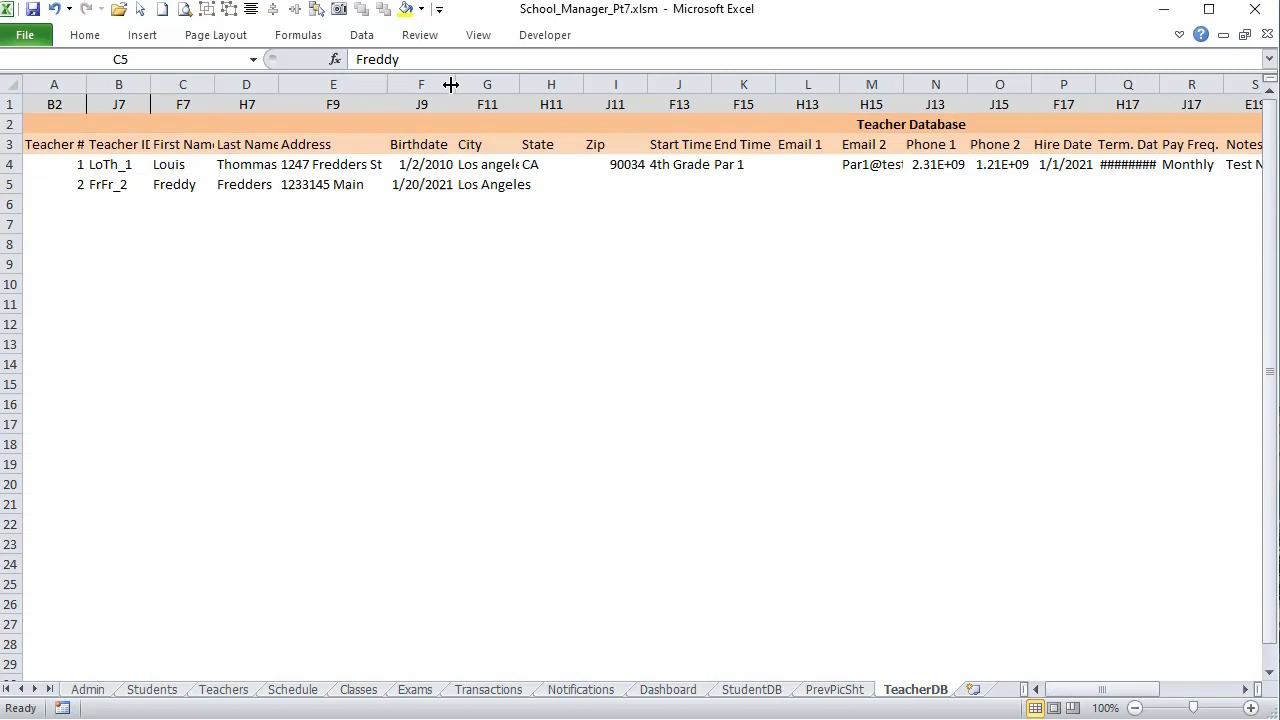 School_Manager_Pt7.xlsm - Microsoft Excel
File Home Insert Page Layout Formulas Data Review View Developer
C5 fx Freddy
A B C D E F G H I J K L M N O P Q R S
1 B2 J7 F7 H7 F9 J9 F11 H11 J11 F13 F15 H13 H15 J13 J15 F17 H17 J17 E19
2 Teacher Database
3 Teacher # Teacher ID First Name Last Name Address Birthdate City State Zip Start Time End Time Email 1 Email 2 Phone 1 Phone 2 Hire Date Term. Dat Pay Freq. Notes
4 1 LoTh_1 Louis Thommas 1247 Fredders St 1/2/2010 Los angele CA 90034 4th Grade Par 1 Par1@test 2.31E+09 1.21E+09 1/1/2021 ######## Monthly Test N
5 2 FrFr_2 Freddy Fredders 1233145 Main 1/20/2021 Los Angeles
6
7
8
9
10
11
12
13
14
15
16
17
18
19
20
21
22
23
24
25
26
27
28
29
Admin Students Teachers Schedule Classes Exams Transactions Notifications Dashboard StudentDB PrevPicSht TeacherDB
Ready 100%